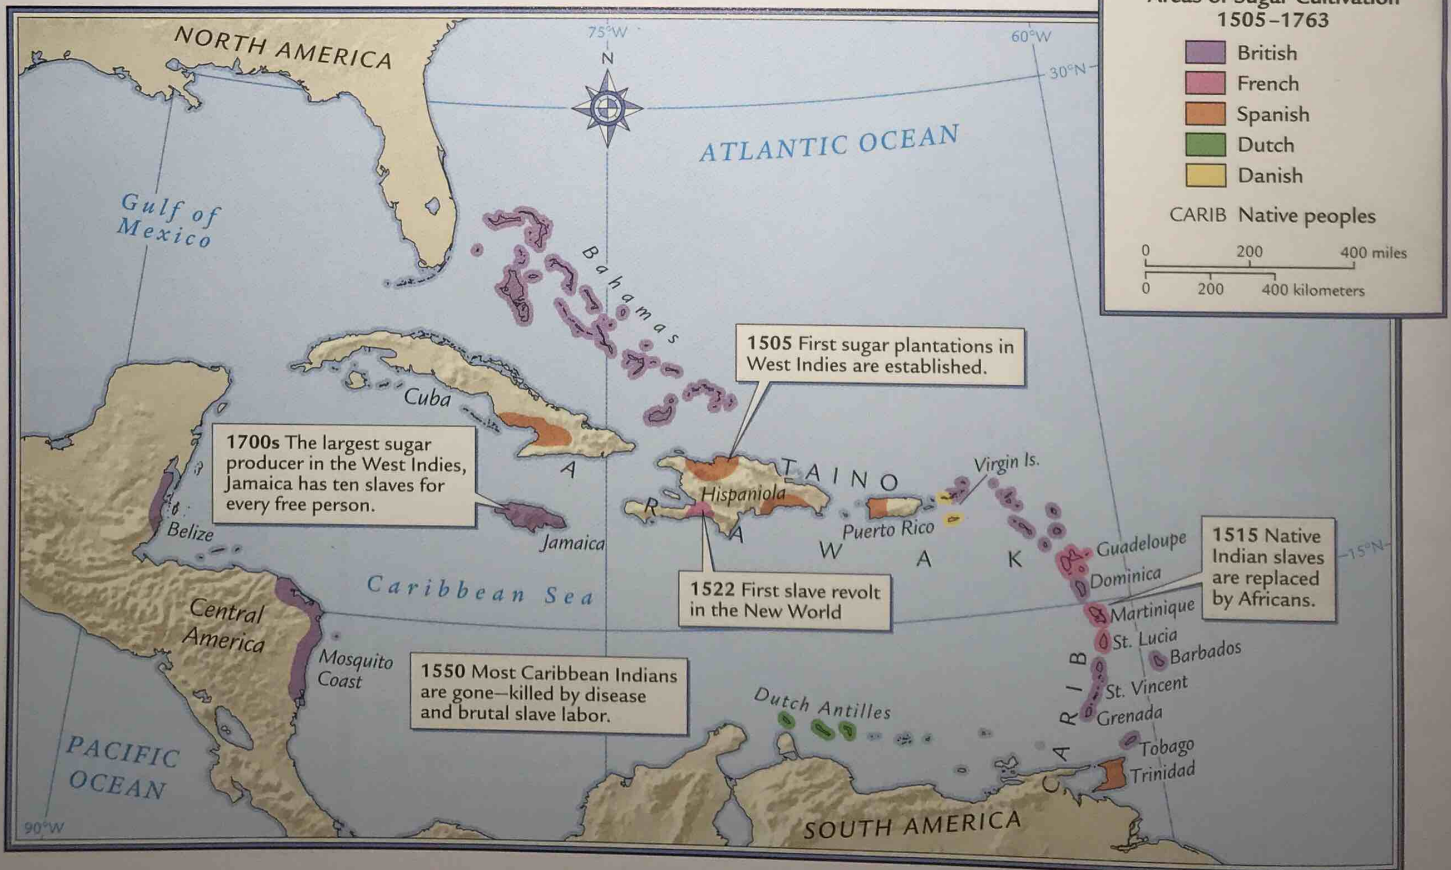 Areas of Sugar Cultivation
1505–1763
British
French
Spanish
Dutch
Danish
CARIB Native peoples
0 200 400 miles
0 200 400 kilometers
75°W
60°W
N
NORTH AMERICA
30°N
ATLANTIC OCEAN
Gulf of
Mexico
Bahamas
1505 First sugar plantations in
West Indies are established.
Cuba
1700s The largest sugar
producer in the West Indies,
Jamaica has ten slaves for
every free person.
TAINO
Virgin Is.
Hispaniola
Puerto Rico
ARAWAK
Belize
Jamaica
Guadeloupe
1515 Native
Indian slaves
are replaced
by Africans.
15°N
Dominica
Caribbean Sea
1522 First slave revolt
in the New World
Martinique
Central
America
St. Lucia
Barbados
Mosquito
Coast
1550 Most Caribbean Indians
are gone—killed by disease
and brutal slave labor.
CARIB
St. Vincent
Dutch Antilles
Grenada
Tobago
Trinidad
PACIFIC
OCEAN
SOUTH AMERICA
90°W